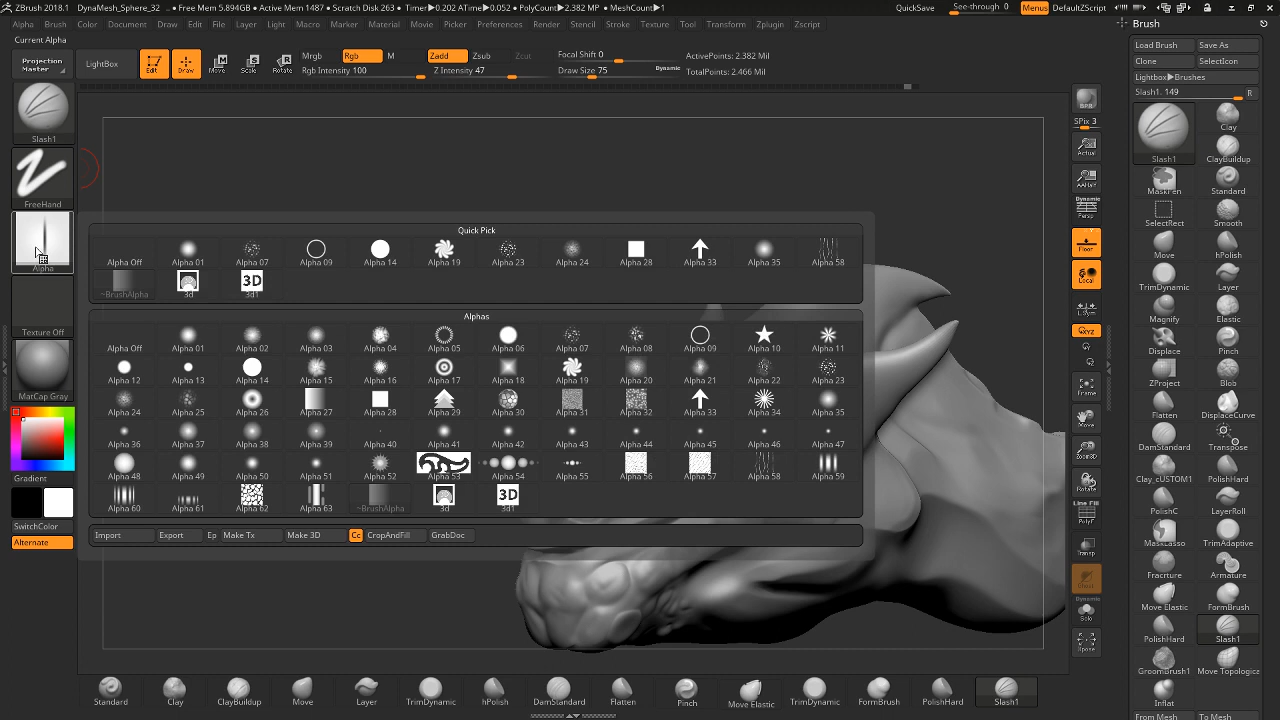 ZBrush 2018.1 DynaMesh_Sphere_32 • Free Mem 5.894GB • Active Mem 1487 • Scratch Disk 263 • Timer▶0.202 ATime▶0.052 • PolyCount▶2.382 MP • MeshCount▶1 QuickSave See-through 0 Menus DefaultZScript
Alpha Brush Color Document Draw Edit File Layer Light Macro Marker Material Movie Picker Preferences Render Stencil Stroke Texture Tool Transform Zplugin Zscript Brush
Current Alpha
Load Brush Save As
Projection Master LightBox Edit Draw Move Scale Rotate Mrgb Rgb M Zadd Zsub Zcut Focal Shift 0 ActivePoints: 2.382 Mil
Rgb Intensity 100 Z Intensity 47 Draw Size 75 Dynamic TotalPoints: 2.466 Mil
Clone SelectIcon
Lightbox▶Brushes
Slash1. 149 R
Slash1
FreeHand
Alpha
Texture Off
MatCap Gray
Gradient
SwitchColor
Alternate
Quick Pick
Alpha Off Alpha 01 Alpha 07 Alpha 09 Alpha 14 Alpha 19 Alpha 23 Alpha 24 Alpha 28 Alpha 33 Alpha 35 Alpha 58
3D
~BrushAlpha 3d 3d1
Alphas
Alpha Off Alpha 01 Alpha 02 Alpha 03 Alpha 04 Alpha 05 Alpha 06 Alpha 07 Alpha 08 Alpha 09 Alpha 10 Alpha 11
Alpha 12 Alpha 13 Alpha 14 Alpha 15 Alpha 16 Alpha 17 Alpha 18 Alpha 19 Alpha 20 Alpha 21 Alpha 22 Alpha 23
Alpha 24 Alpha 25 Alpha 26 Alpha 27 Alpha 28 Alpha 29 Alpha 30 Alpha 31 Alpha 32 Alpha 33 Alpha 34 Alpha 35
Alpha 36 Alpha 37 Alpha 38 Alpha 39 Alpha 40 Alpha 41 Alpha 42 Alpha 43 Alpha 44 Alpha 45 Alpha 46 Alpha 47
Alpha 48 Alpha 49 Alpha 50 Alpha 51 Alpha 52 Alpha 53 Alpha 54 Alpha 55 Alpha 56 Alpha 57 Alpha 58 Alpha 59
3D
Alpha 60 Alpha 61 Alpha 62 Alpha 63 ~BrushAlpha 3d 3d1
Import Export Ep Make Tx Make 3D Cc CropAndFill GrabDoc
BPR
SPix 3
Actual
AAHalf
Dynamic
Persp
Floor
Local
XYZ
Frame
Move
Zoom3D
Rotate
Line Fill
PolyF
Transp
Ghost
Dynamic
Solo
Xpose
Slash1 Clay
ClayBuildup
MaskPen Standard
SelectRect Smooth
Move hPolish
TrimDynamic Layer
Magnify Elastic
Displace Pinch
ZProject Blob
Flatten DisplaceCurve
DamStandard Transpose
Clay_cUSTOM1 PolishHard
PolishC LayerRoll
MaskLasso TrimAdaptive
Fracrture Armature
Move Elastic FormBrush
PolishHard Slash1
GroomBrush1 Move Topologica
Inflat
From Mesh To Mesh
Standard Clay ClayBuildup Move Layer TrimDynamic hPolish DamStandard Flatten Pinch Move Elastic TrimDynamic FormBrush PolishHard Slash1